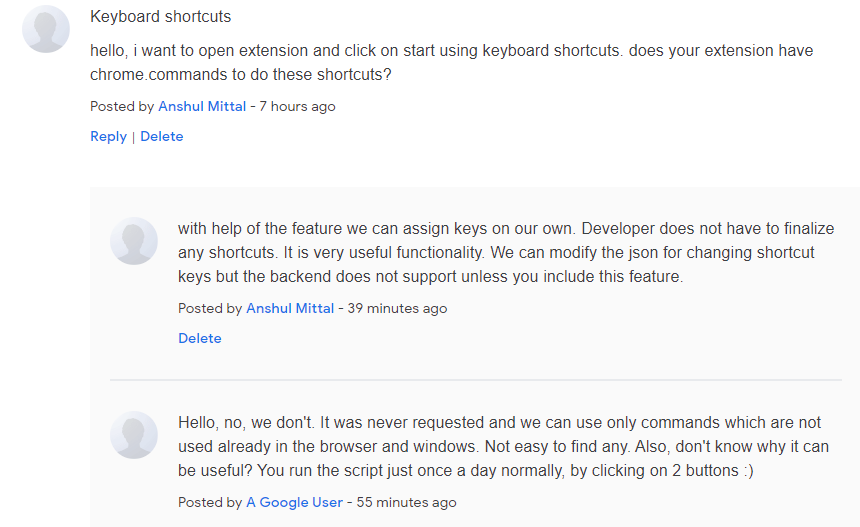 Keyboard shortcuts
hello, i want to open extension and click on start using keyboard shortcuts. does your extension have
chrome.commands to do these shortcuts?
Posted by Anshul Mittal - 7 hours ago
Reply | Delete
with help of the feature we can assign keys on our own. Developer does not have to finalize
any shortcuts. It is very useful functionality. We can modify the json for changing shortcut
keys but the backend does not support unless you include this feature.
Posted by Anshul Mittal - 39 minutes ago
Delete
Hello, no, we don't. It was never requested and we can use only commands which are not
used already in the browser and windows. Not easy to find any. Also, don't know why it can
be useful? You run the script just once a day normally, by clicking on 2 buttons :)
Posted by A Google User - 55 minutes ago